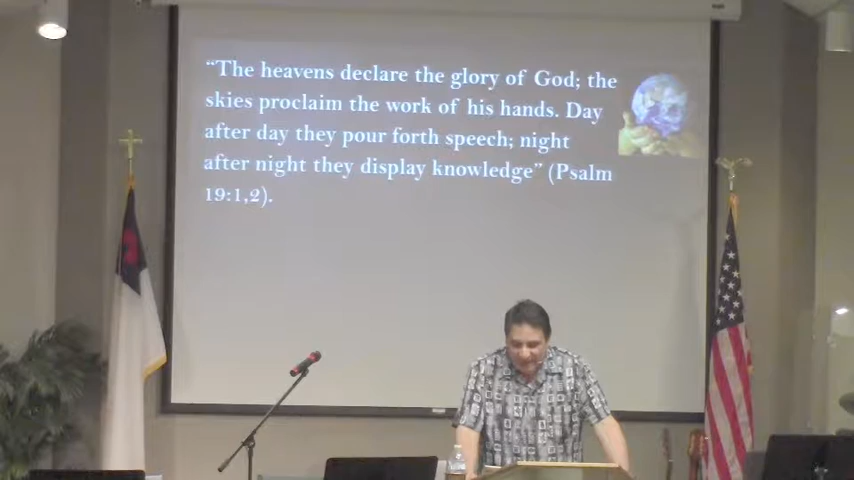 “The heavens declare the glory of God; the
skies proclaim the work of his hands. Day
after day they pour forth speech; night
after night they display knowledge” (Psalm
19:1,2).